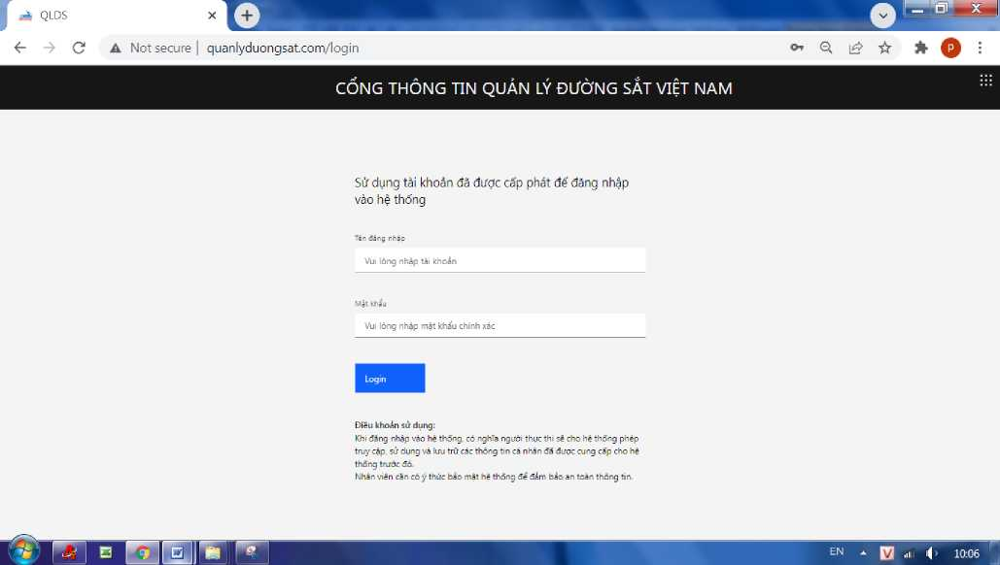 QLDS
Not secure
quanlyduongsat.com/login
P
CỔNG THÔNG TIN QUẢN LÝ ĐƯỜNG SẮT VIỆT NAM
Sử dụng tài khoản đã được cấp phát để đăng nhập
vào hệ thống
Tên đăng nhập
Vui lòng nhập tài khoản
Mật khẩu
Vui lòng nhập mật khẩu chính xác
Login
Điều khoản sử dụng:
Khi đăng nhập vào hệ thống, có nghĩa người thực thi sẽ cho hệ thống phép
truy cập, sử dụng và lưu trữ các thông tin cá nhân đã được cung cấp cho hệ
thống trước đó.
Nhân viên cần có ý thức bảo mật hệ thống để đảm bảo an toàn thông tin.
EN
V
10:06